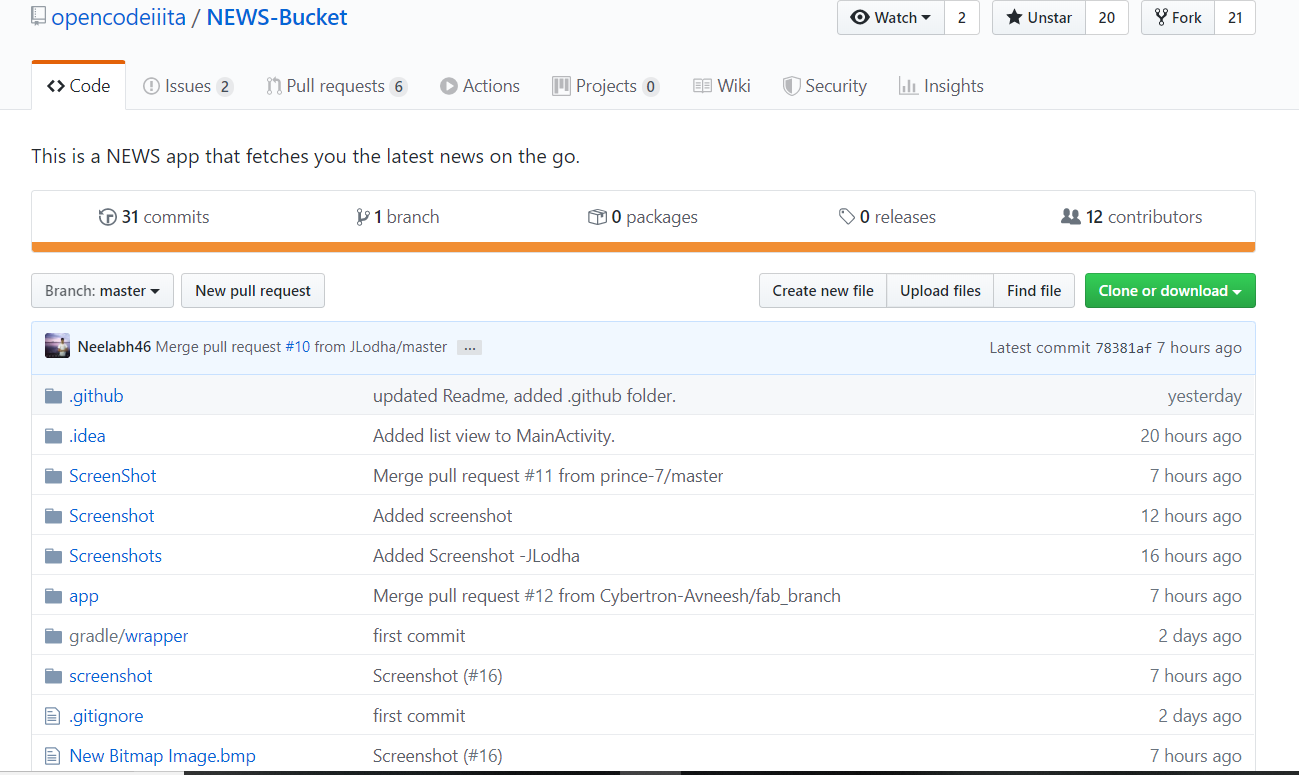 opencodeiiita / NEWS-Bucket Watch 2 Unstar 20 Fork 21
Code Issues 2 Pull requests 6 Actions Projects 0 Wiki Security Insights
This is a NEWS app that fetches you the latest news on the go.
31 commits 1 branch 0 packages 0 releases 12 contributors
Branch: master New pull request Create new file Upload files Find file Clone or download
Neelabh46 Merge pull request #10 from JLodha/master ... Latest commit 78381af 7 hours ago
.github updated Readme, added .github folder. yesterday
.idea Added list view to MainActivity. 20 hours ago
ScreenShot Merge pull request #11 from prince-7/master 7 hours ago
Screenshot Added screenshot 12 hours ago
Screenshots Added Screenshot -JLodha 16 hours ago
app Merge pull request #12 from Cybertron-Avneesh/fab_branch 7 hours ago
gradle/wrapper first commit 2 days ago
screenshot Screenshot (#16) 7 hours ago
.gitignore first commit 2 days ago
New Bitmap Image.bmp Screenshot (#16) 7 hours ago